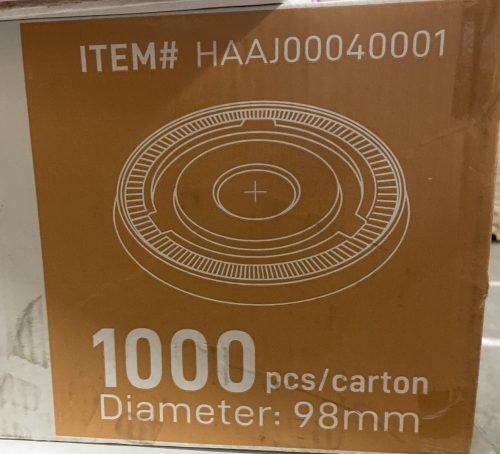 ITEM# HAAJ00040001
1000 pcs/carton
Diameter: 98mm